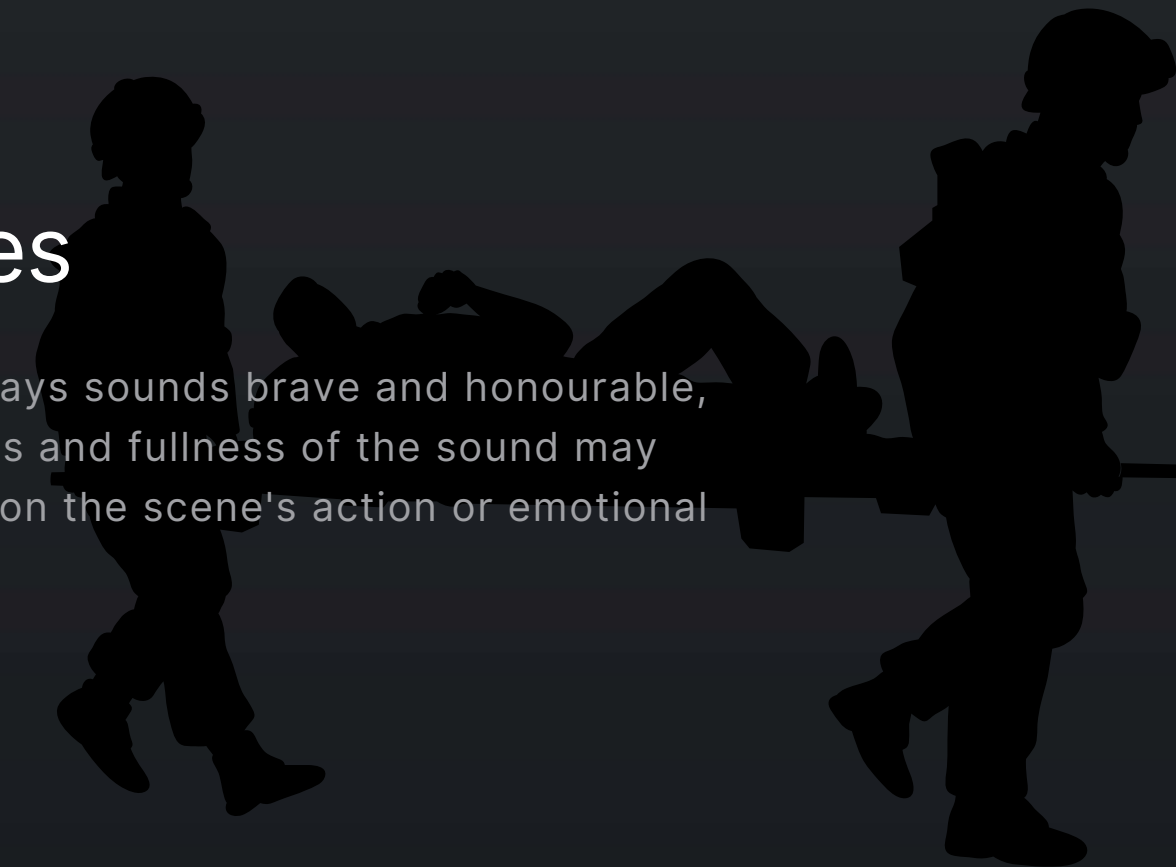 es
ays sounds brave and honourable,
s and fullness of the sound may
on the scene's action or emotional